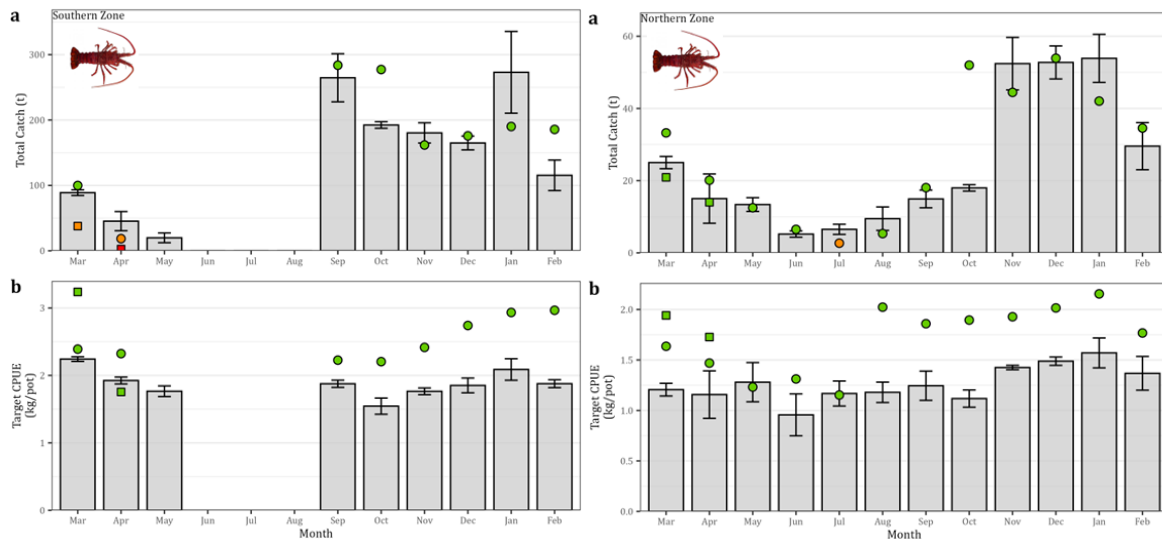 a
Southern Zone
Total Catch (t)
300
200
100
0
Mar Apr May Jun Jul Aug Sep Oct Nov Dec Jan Feb
b
Target CPUE
(kg/pot)
3
2
1
0
Mar Apr May Jun Jul Aug Sep Oct Nov Dec Jan Feb
Month
a
Northern Zone
Total Catch (t)
60
40
20
0
Mar Apr May Jun Jul Aug Sep Oct Nov Dec Jan Feb
b
Target CPUE
(kg/pot)
2.0
1.5
1.0
0.5
0.0
Mar Apr May Jun Jul Aug Sep Oct Nov Dec Jan Feb
Month